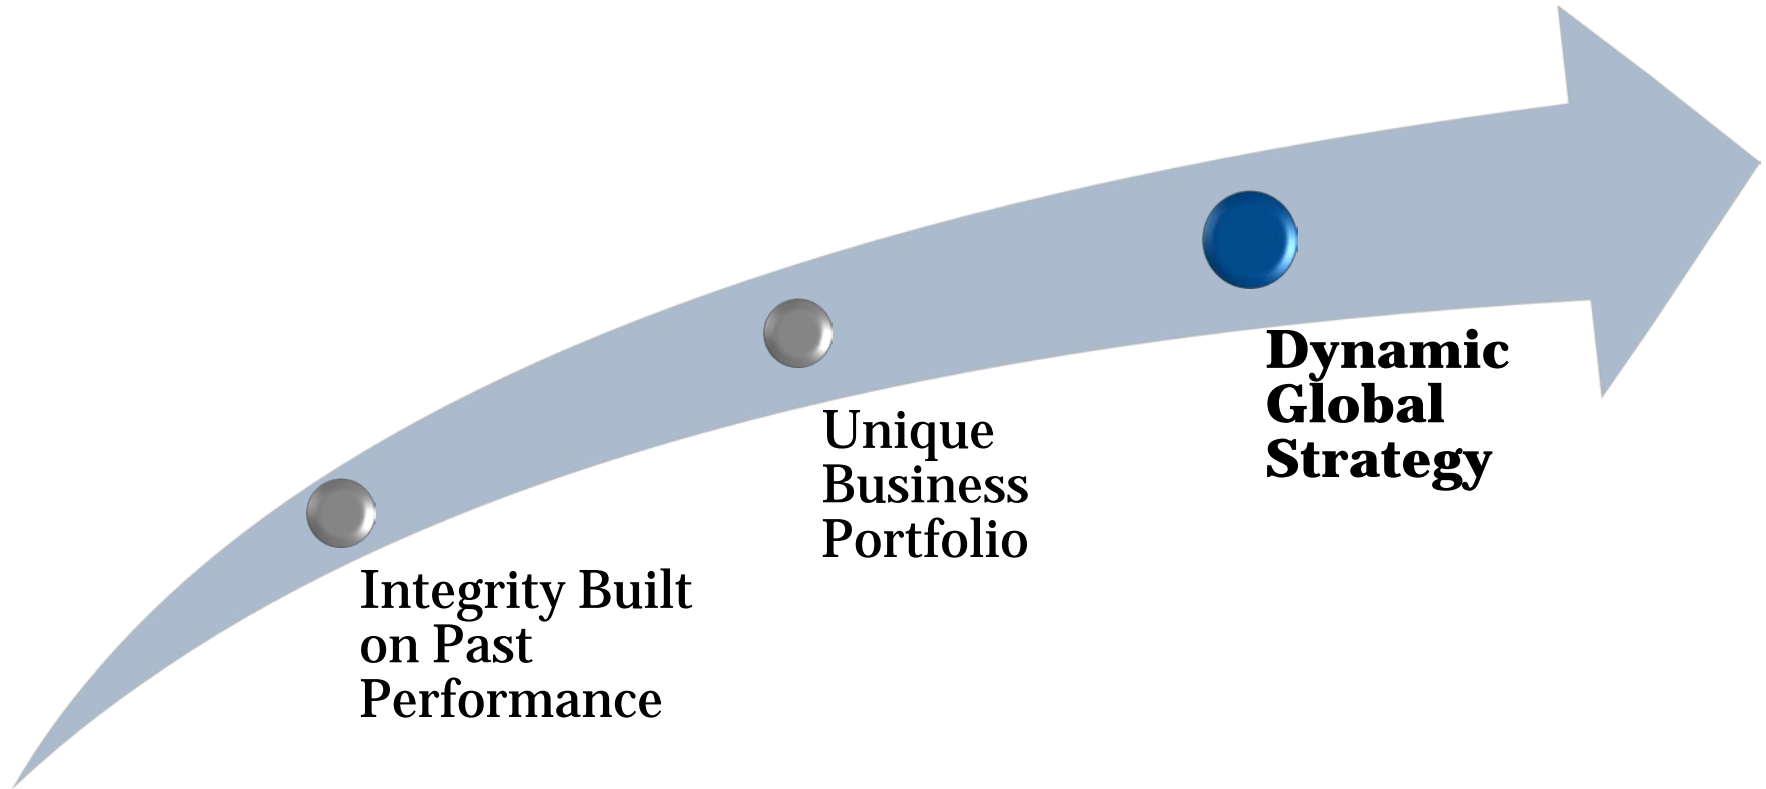 Dynamic
Global
Strategy
Unique
Business
Portfolio
Integrity Built
on Past
Performance